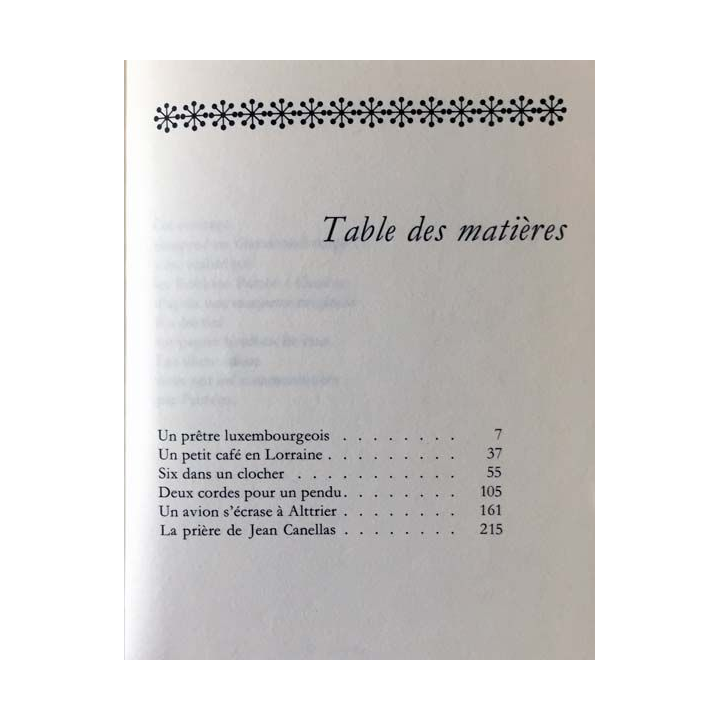 Table des matières
Un prêtre luxembourgeois . . . . . . . . 7
Un petit café en Lorraine . . . . . . . . . 37
Six dans un clocher . . . . . . . . . . . 55
Deux cordes pour un pendu . . . . . . . . 105
Un avion s'écrase à Alttrier . . . . . . . . 161
La prière de Jean Canellas . . . . . . . . 215